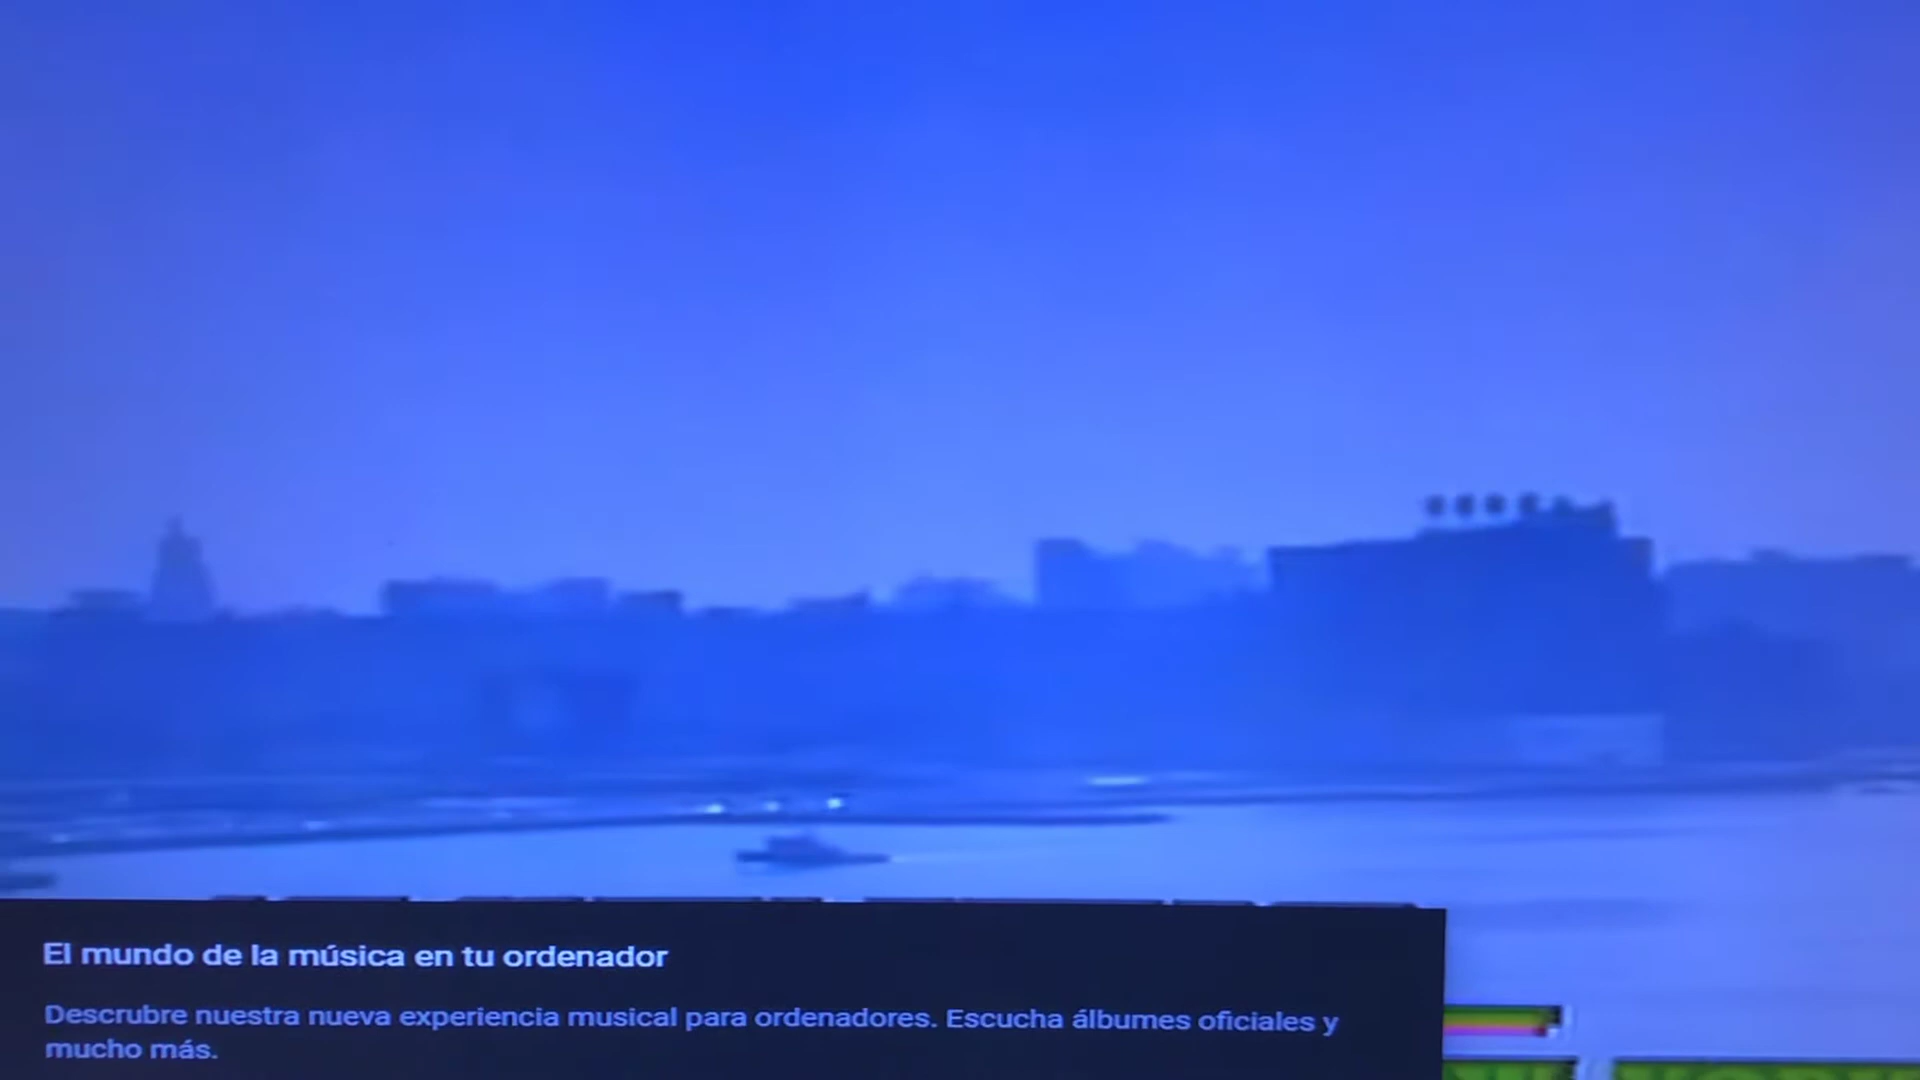 El mundo de la música en tu ordenador
Descrubre nuestra nueva experiencia musical para ordenadores. Escucha álbumes oficiales y
mucho más.